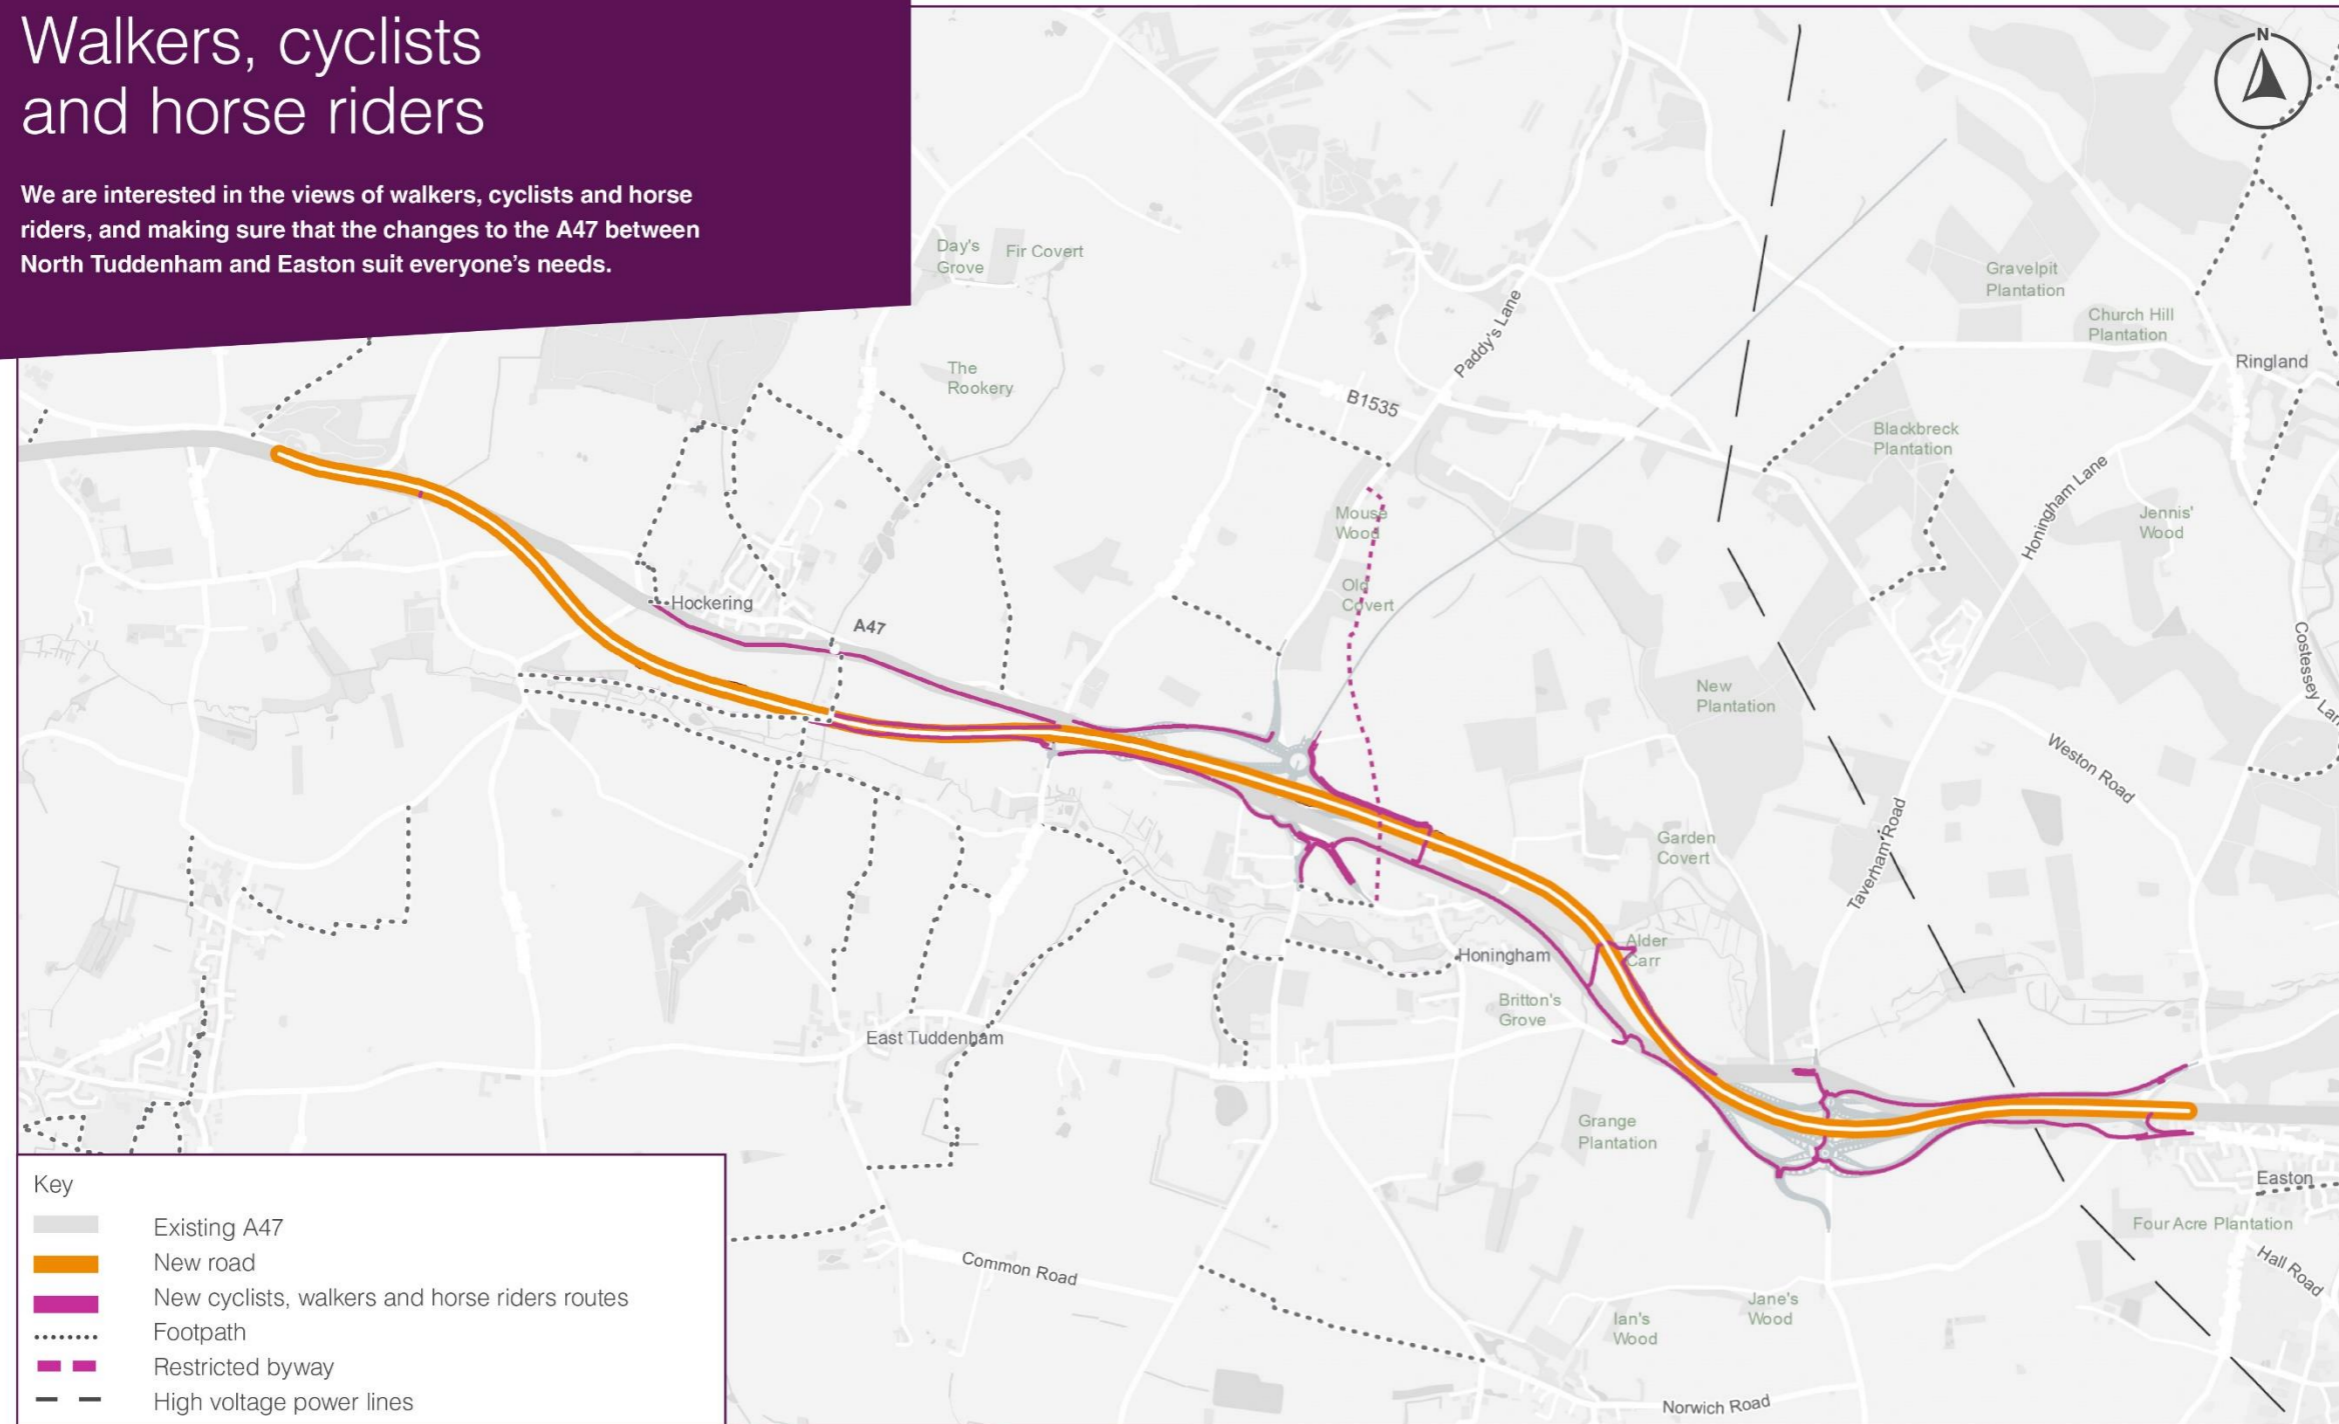 Walkers, cyclists
and horse riders
We are interested in the views of walkers, cyclists and horse
riders, and making sure that the changes to the A47 between
North Tuddenham and Easton suit everyone's needs.
N
Day's
Grove
Fir Covert
The
Rookery
B1535
Paddy's Lane
Gravelpit
Plantation
Church Hill
Plantation
Ringland
Blackbreck
Plantation
Honingham Lane
Jennis'
Wood
Mouse
Wood
Old
Covert
Hockering
A47
New
Plantation
Costessey Lan
Weston Road
Garden
Covert
Taverham Road
Honingham
Alder
Carr
Britton's
Grove
East Tuddenham
Grange
Plantation
Easton
Four Acre Plantation
Hall Road
Common Road
Ian's
Wood
Jane's
Wood
Norwich Road
Key
Existing A47
New road
New cyclists, walkers and horse riders routes
Footpath
Restricted byway
High voltage power lines